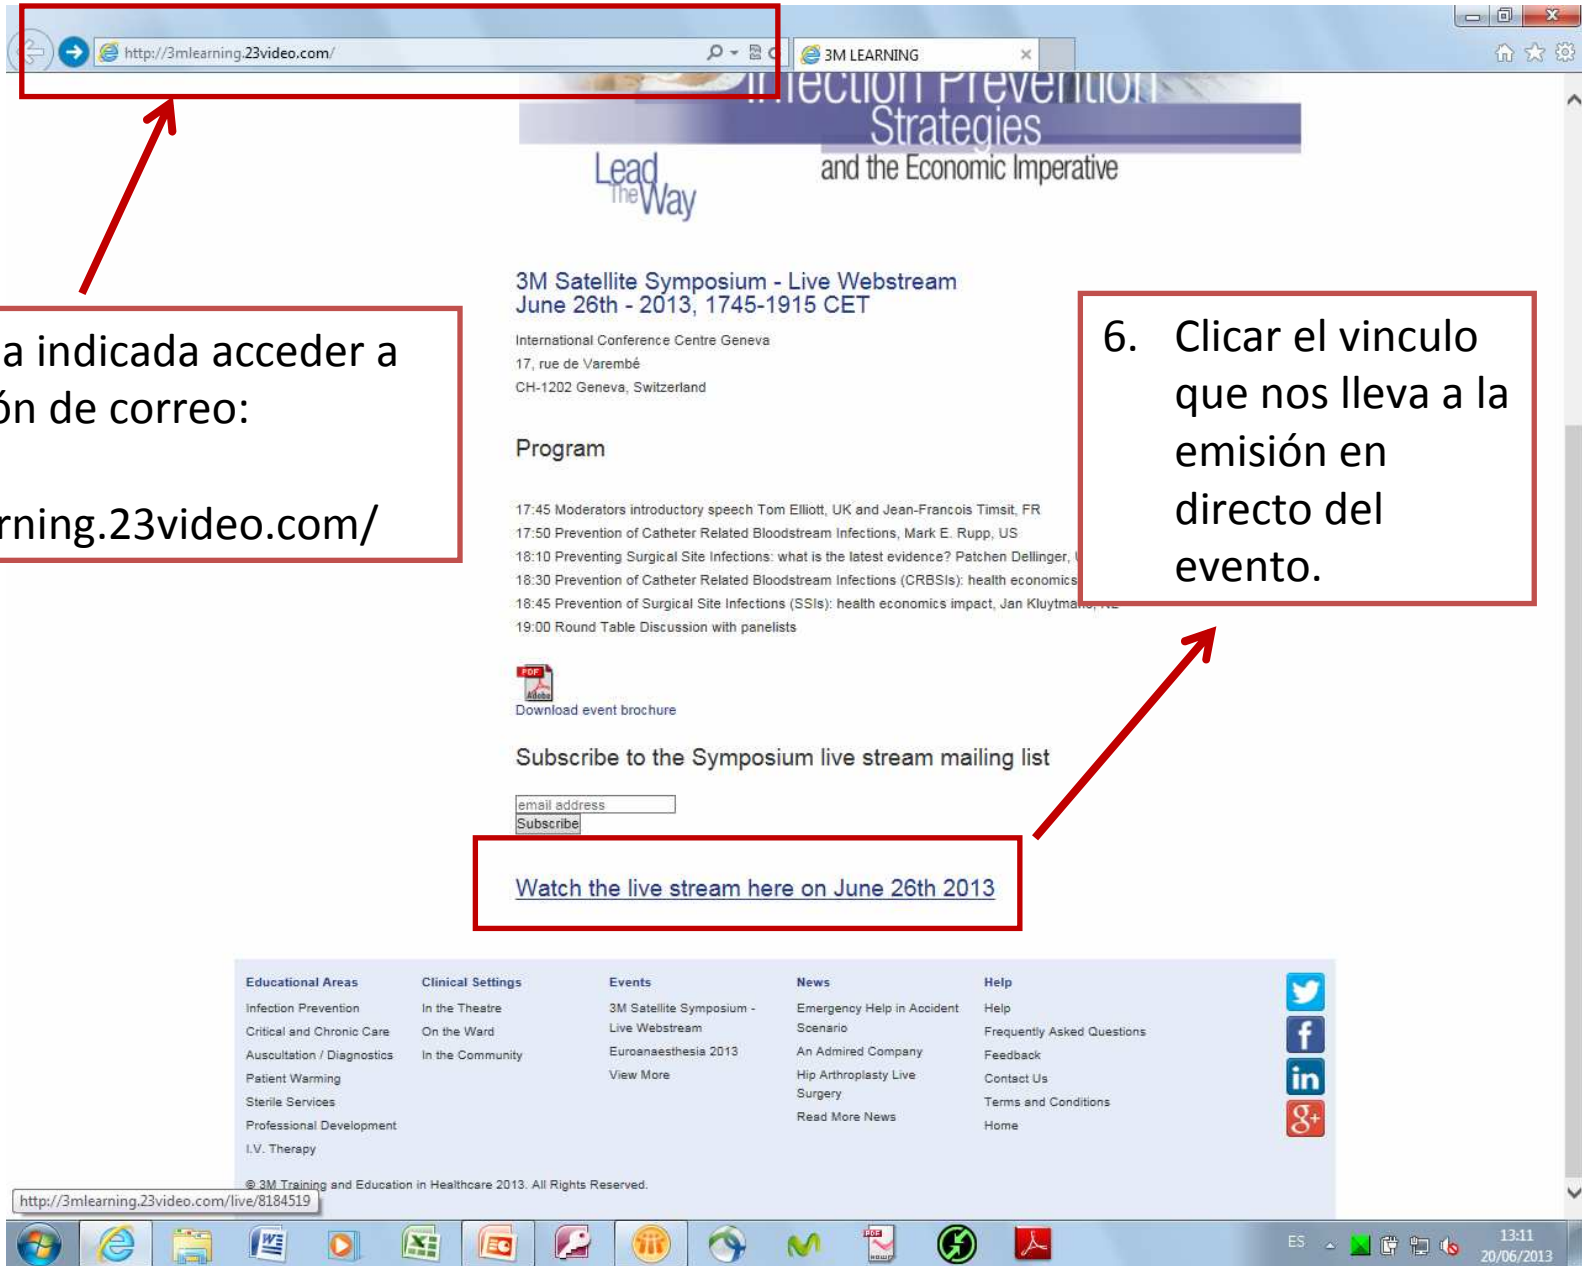 http://3mlearning.23video.com/
3M LEARNING
Infection Prevention
Strategies
and the Economic Imperative
Lead
The Way
3M Satellite Symposium - Live Webstream
June 26th - 2013, 1745-1915 CET
International Conference Centre Geneva
17, rue de Varembé
CH-1202 Geneva, Switzerland
a indicada acceder a
ón de correo:
rning.23video.com/
6. Clicar el vinculo
que nos lleva a la
emisión en
directo del
evento.
Program
17:45 Moderators introductory speech Tom Elliott, UK and Jean-Francois Timsit, FR
17:50 Prevention of Catheter Related Bloodstream Infections, Mark E. Rupp, US
18:10 Preventing Surgical Site Infections: what is the latest evidence? Patchen Dellinger,
18:30 Prevention of Catheter Related Bloodstream Infections (CRBSIs): health economics
18:45 Prevention of Surgical Site Infections (SSIs): health economics impact, Jan Kluytmans,
19:00 Round Table Discussion with panelists
PDF
Adobe
Download event brochure
Subscribe to the Symposium live stream mailing list
email address
Subscribe
Watch the live stream here on June 26th 2013
Educational Areas
Infection Prevention
Critical and Chronic Care
Auscultation / Diagnostics
Patient Warming
Sterile Services
Professional Development
I.V. Therapy
Clinical Settings
In the Theatre
On the Ward
In the Community
Events
3M Satellite Symposium -
Live Webstream
Euroanaesthesia 2013
View More
News
Emergency Help in Accident
Scenario
An Admired Company
Hip Arthroplasty Live
Surgery
Read More News
Help
Help
Frequently Asked Questions
Feedback
Contact Us
Terms and Conditions
Home
© 3M Training and Education in Healthcare 2013. All Rights Reserved.
http://3mlearning.23video.com/live/8184519
ES
13:11
20/06/2013